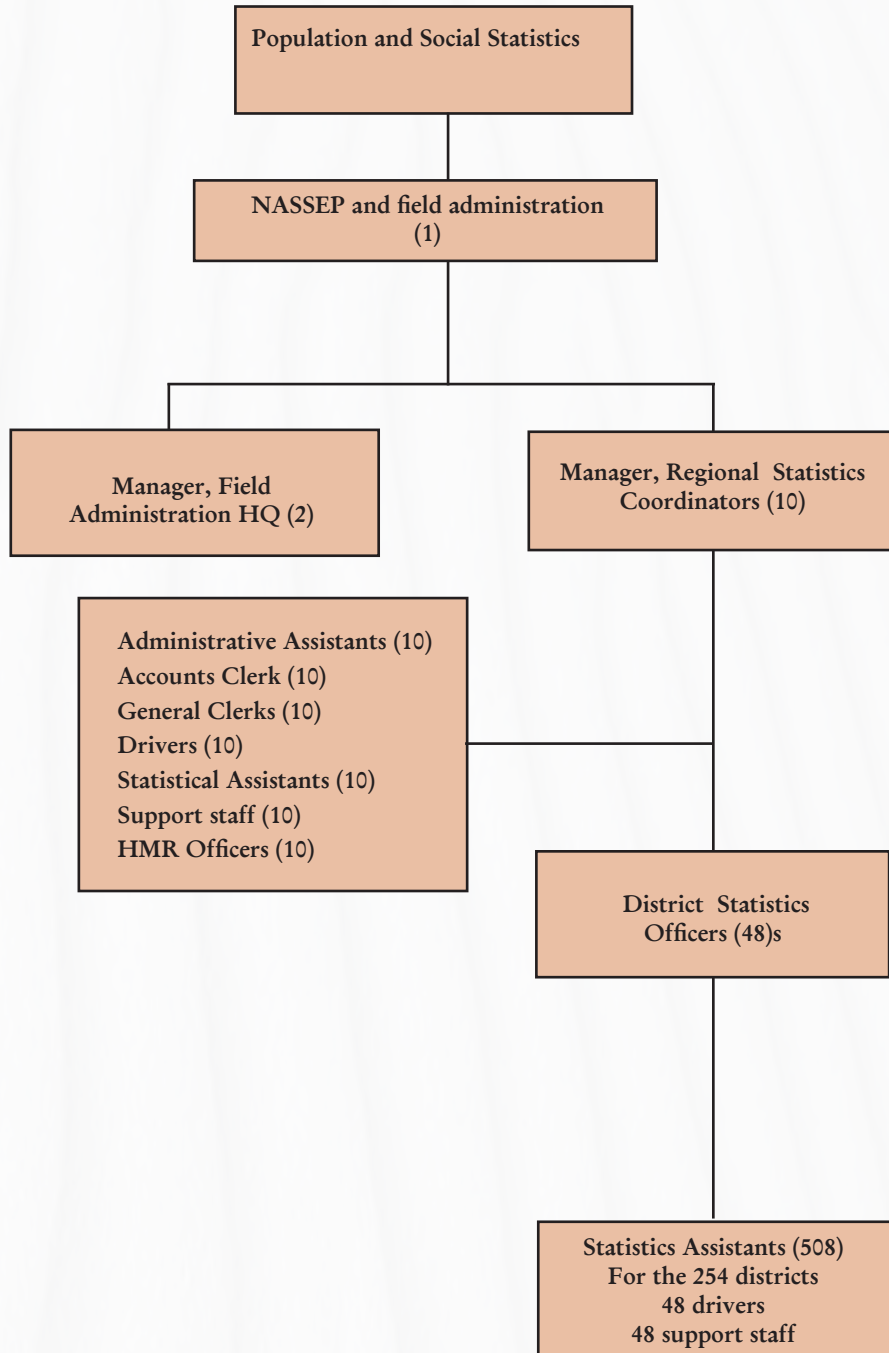 Population and Social Statistics
NASSEP and field administration
(1)
Manager, Field
Administration HQ (2)
Manager, Regional Statistics
Coordinators (10)
Administrative Assistants (10)
Accounts Clerk (10)
General Clerks (10)
Drivers (10)
Statistical Assistants (10)
Support staff (10)
HMR Officers (10)
District Statistics
Officers (48)s
Statistics Assistants (508)
For the 254 districts
48 drivers
48 support staff